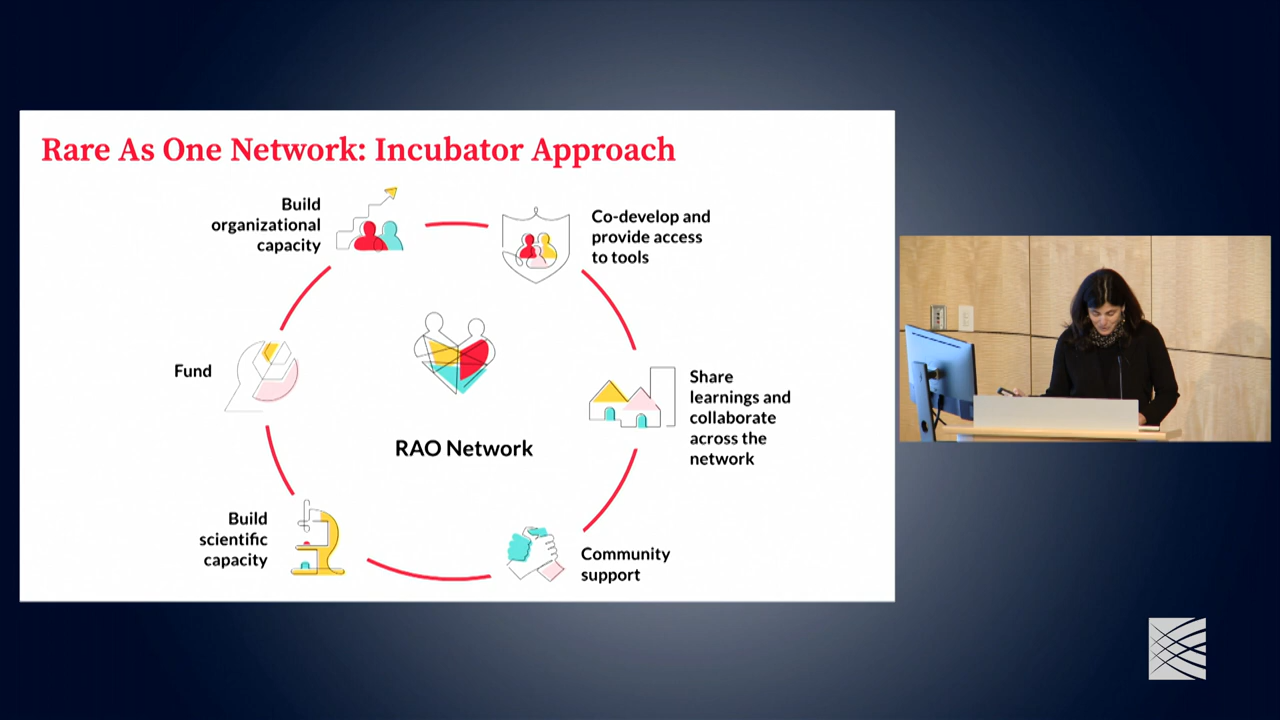 Rare As One Network: Incubator Approach
Build
organizational
capacity
Co-develop and
provide access
to tools
Fund
Share
learnings and
collaborate
across the
network
RAO Network
Build
scientific
capacity
Community
support